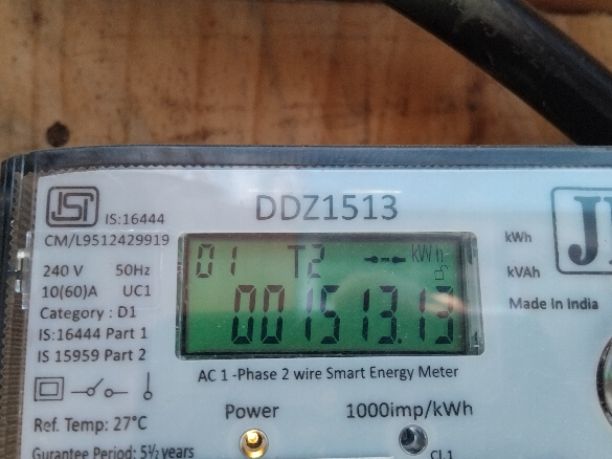 DDZ1513
IS:16444
CM/L9512429919
240 V 50Hz
10(60)A UC1
Category : D1
IS:16444 Part 1
IS 15959 Part 2
Ref. Temp: 27°C
Gurantee Period: 5½ years
01 T2 kWh
001513.13
AC 1 -Phase 2 wire Smart Energy Meter
Power 1000imp/kWh
CL1
kWh
kVAh
Made In India